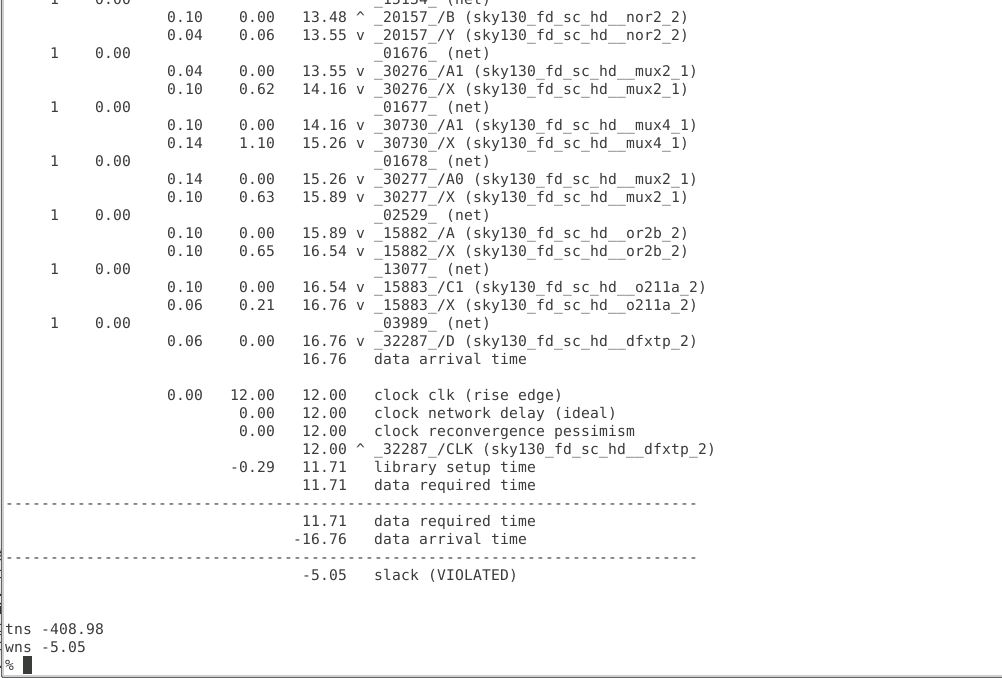 0.10 0.00 13.48 ^ _20157_/B (sky130_fd_sc_hd__nor2_2)
0.04 0.06 13.55 v _20157_/Y (sky130_fd_sc_hd__nor2_2)
1 0.00 _01676_ (net)
0.04 0.00 13.55 v _30276_/A1 (sky130_fd_sc_hd__mux2_1)
0.10 0.62 14.16 v _30276_/X (sky130_fd_sc_hd__mux2_1)
1 0.00 _01677_ (net)
0.10 0.00 14.16 v _30730_/A1 (sky130_fd_sc_hd__mux4_1)
0.14 1.10 15.26 v _30730_/X (sky130_fd_sc_hd__mux4_1)
1 0.00 _01678_ (net)
0.14 0.00 15.26 v _30277_/A0 (sky130_fd_sc_hd__mux2_1)
0.10 0.63 15.89 v _30277_/X (sky130_fd_sc_hd__mux2_1)
1 0.00 _02529_ (net)
0.10 0.00 15.89 v _15882_/A (sky130_fd_sc_hd__or2b_2)
0.10 0.65 16.54 v _15882_/X (sky130_fd_sc_hd__or2b_2)
1 0.00 _13077_ (net)
0.10 0.00 16.54 v _15883_/C1 (sky130_fd_sc_hd__o211a_2)
0.06 0.21 16.76 v _15883_/X (sky130_fd_sc_hd__o211a_2)
1 0.00 _03989_ (net)
0.06 0.00 16.76 v _32287_/D (sky130_fd_sc_hd__dfxtp_2)
16.76 data arrival time
0.00 12.00 12.00 clock clk (rise edge)
0.00 12.00 clock network delay (ideal)
0.00 12.00 clock reconvergence pessimism
12.00 ^ _32287_/CLK (sky130_fd_sc_hd__dfxtp_2)
-0.29 11.71 library setup time
11.71 data required time
-----------------------------------------------------------------------------
11.71 data required time
-16.76 data arrival time
-----------------------------------------------------------------------------
-5.05 slack (VIOLATED)
tns -408.98
wns -5.05
%